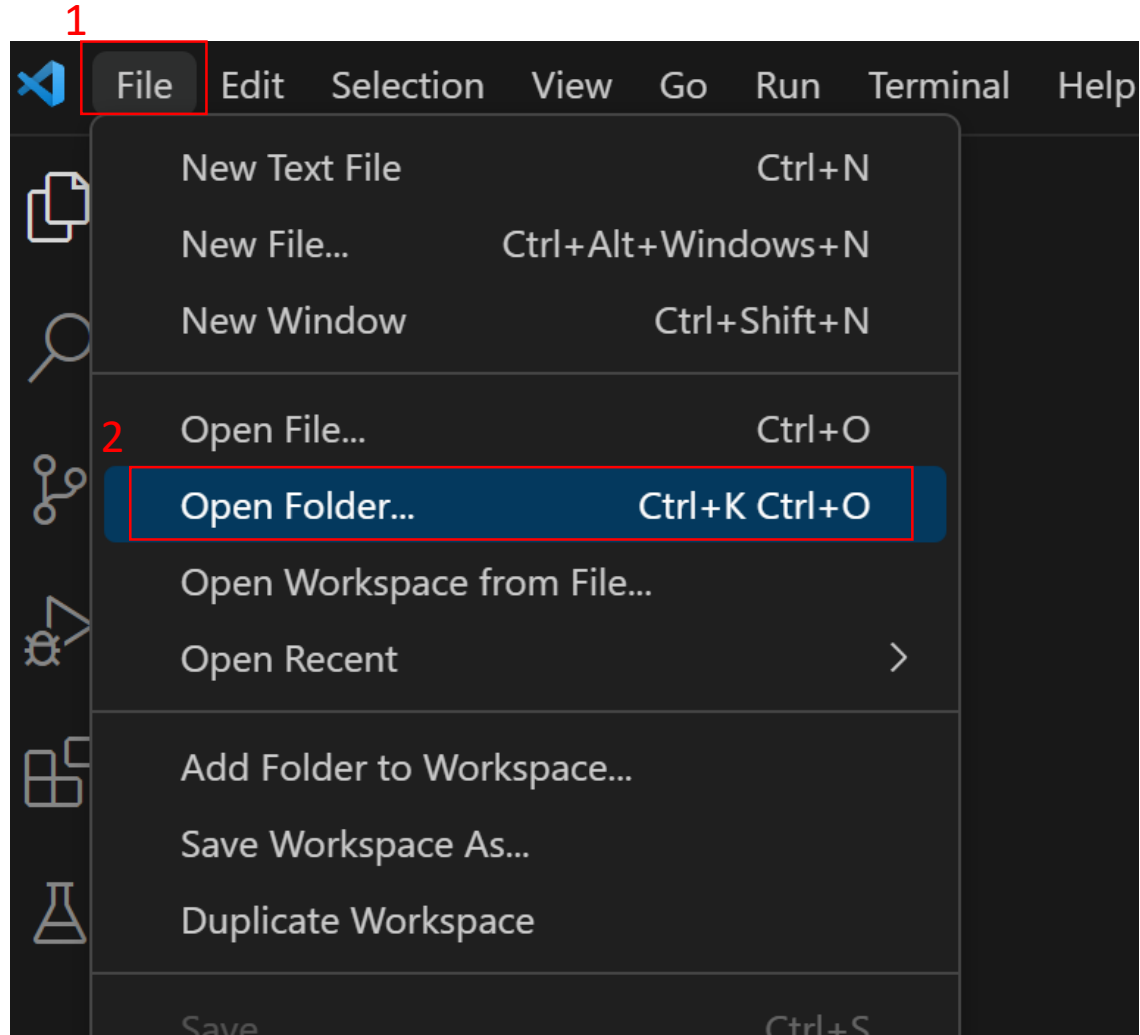 1
File Edit Selection View Go Run Terminal Help
New Text File Ctrl+N
New File... Ctrl+Alt+Windows+N
New Window Ctrl+Shift+N
2 Open File... Ctrl+O
Open Folder... Ctrl+K Ctrl+O
Open Workspace from File...
Open Recent
Add Folder to Workspace...
Save Workspace As...
Duplicate Workspace
Save Ctrl+S